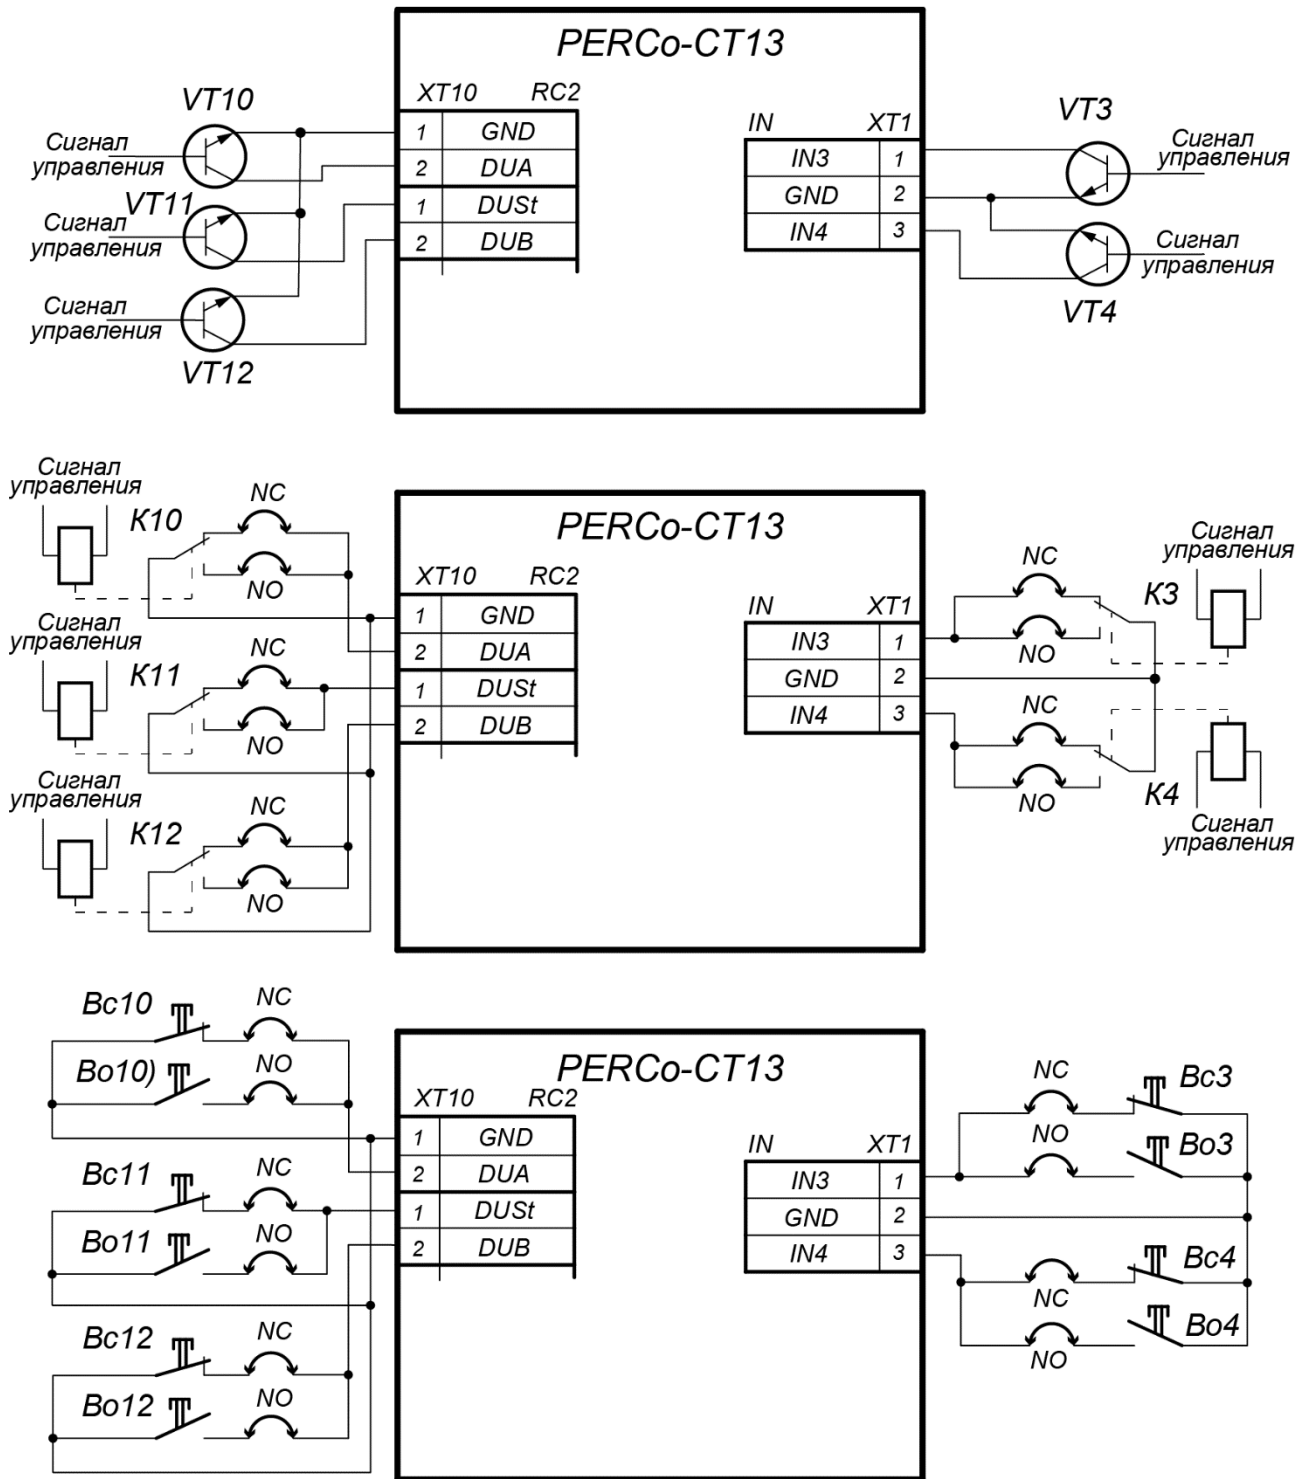 PERCo-CT13
XT10 RC2
1 GND
2 DUA
1 DUSt
2 DUB
VT10
Сигнал
управления
VT11
Сигнал
управления
Сигнал
управления
VT12
IN XT1
IN3 1
GND 2
IN4 3
VT3
Сигнал
управления
Сигнал
управления
VT4
PERCo-CT13
XT10 RC2
1 GND
2 DUA
1 DUSt
2 DUB
Сигнал
управления
K10
NC
NO
Сигнал
управления
K11
NC
NO
Сигнал
управления
K12
NC
NO
IN XT1
IN3 1
GND 2
IN4 3
NC
NO
K3
Сигнал
управления
NC
NO
K4
Сигнал
управления
PERCo-CT13
XT10 RC2
1 GND
2 DUA
1 DUSt
2 DUB
Bc10 NC
Bo10) NO
Bc11 NC
Bo11 NO
Bc12 NC
Bo12 NO
IN XT1
IN3 1
GND 2
IN4 3
NC Bc3
NO Bo3
NC Bc4
NO Bo4